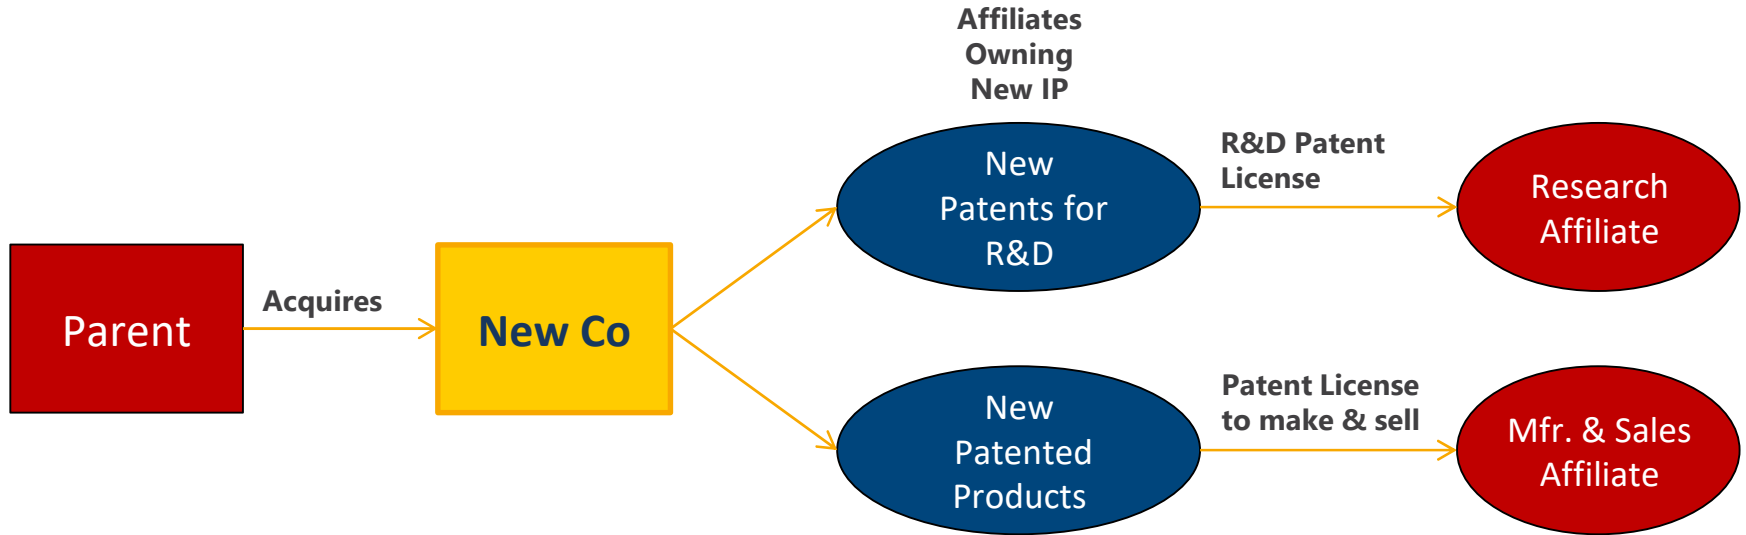 Parent
Acquires
New Co
Affiliates
Owning
New IP
New
Patents for
R&D
R&D Patent
License
Research
Affiliate
New
Patented
Products
Patent License
to make & sell
Mfr. & Sales
Affiliate